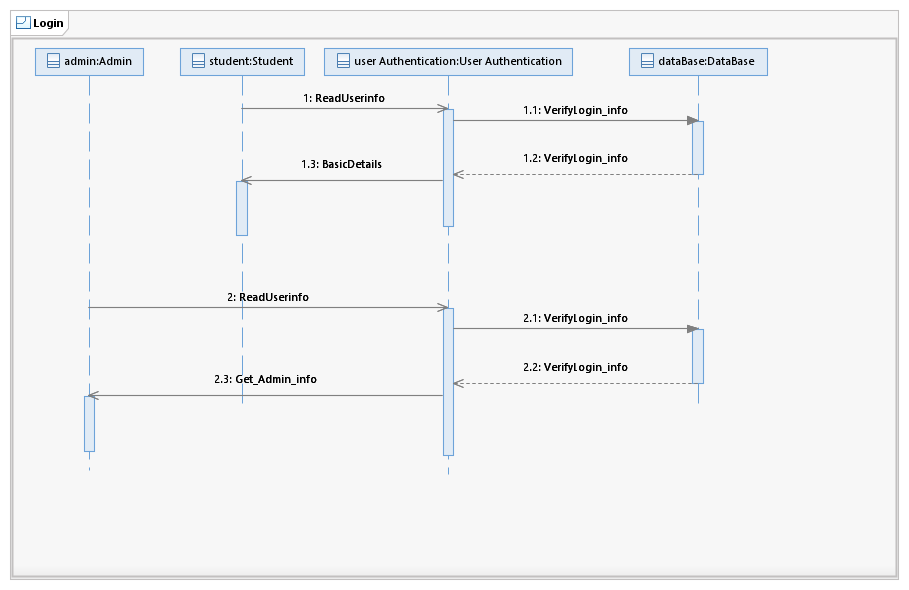 Login
admin:Admin
student:Student
user Authentication:User Authentication
dataBase:DataBase
1: ReadUserinfo
1.1: VerifyLogin_info
1.2: VerifyLogin_info
1.3: BasicDetails
2: ReadUserinfo
2.1: VerifyLogin_info
2.2: VerifyLogin_info
2.3: Get_Admin_info